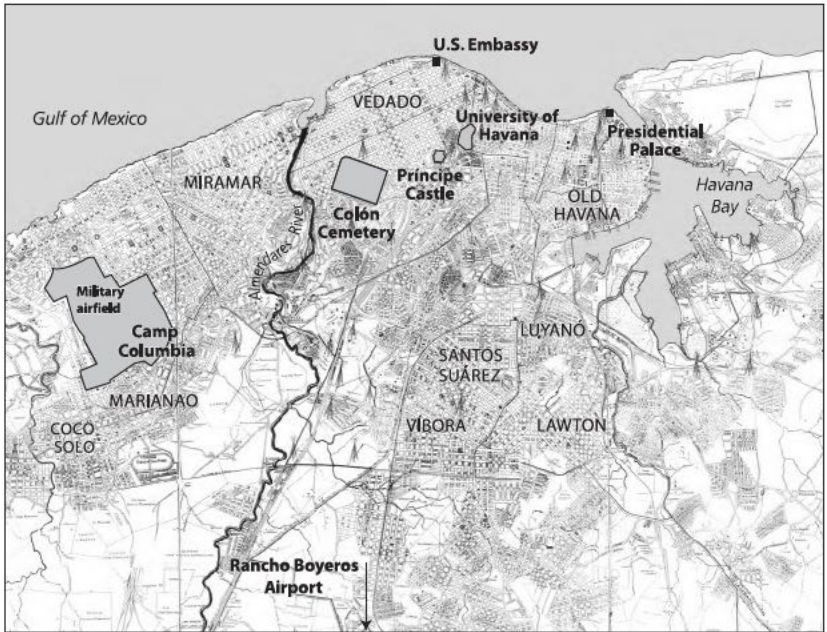 U.S. Embassy
VEDADO
Gulf of Mexico
University of
Havana
Presidential
Palace
MIRAMAR
Príncipe
Castle
Havana
Bay
OLD
HAVANA
Colón
Cemetery
Almendares River
Military
airfield
Camp
Columbia
LUYANÓ
SANTOS
SUÁREZ
MARIANAO
COCO
SOLO
VÍBORA
LAWTON
Rancho Boyeros
Airport